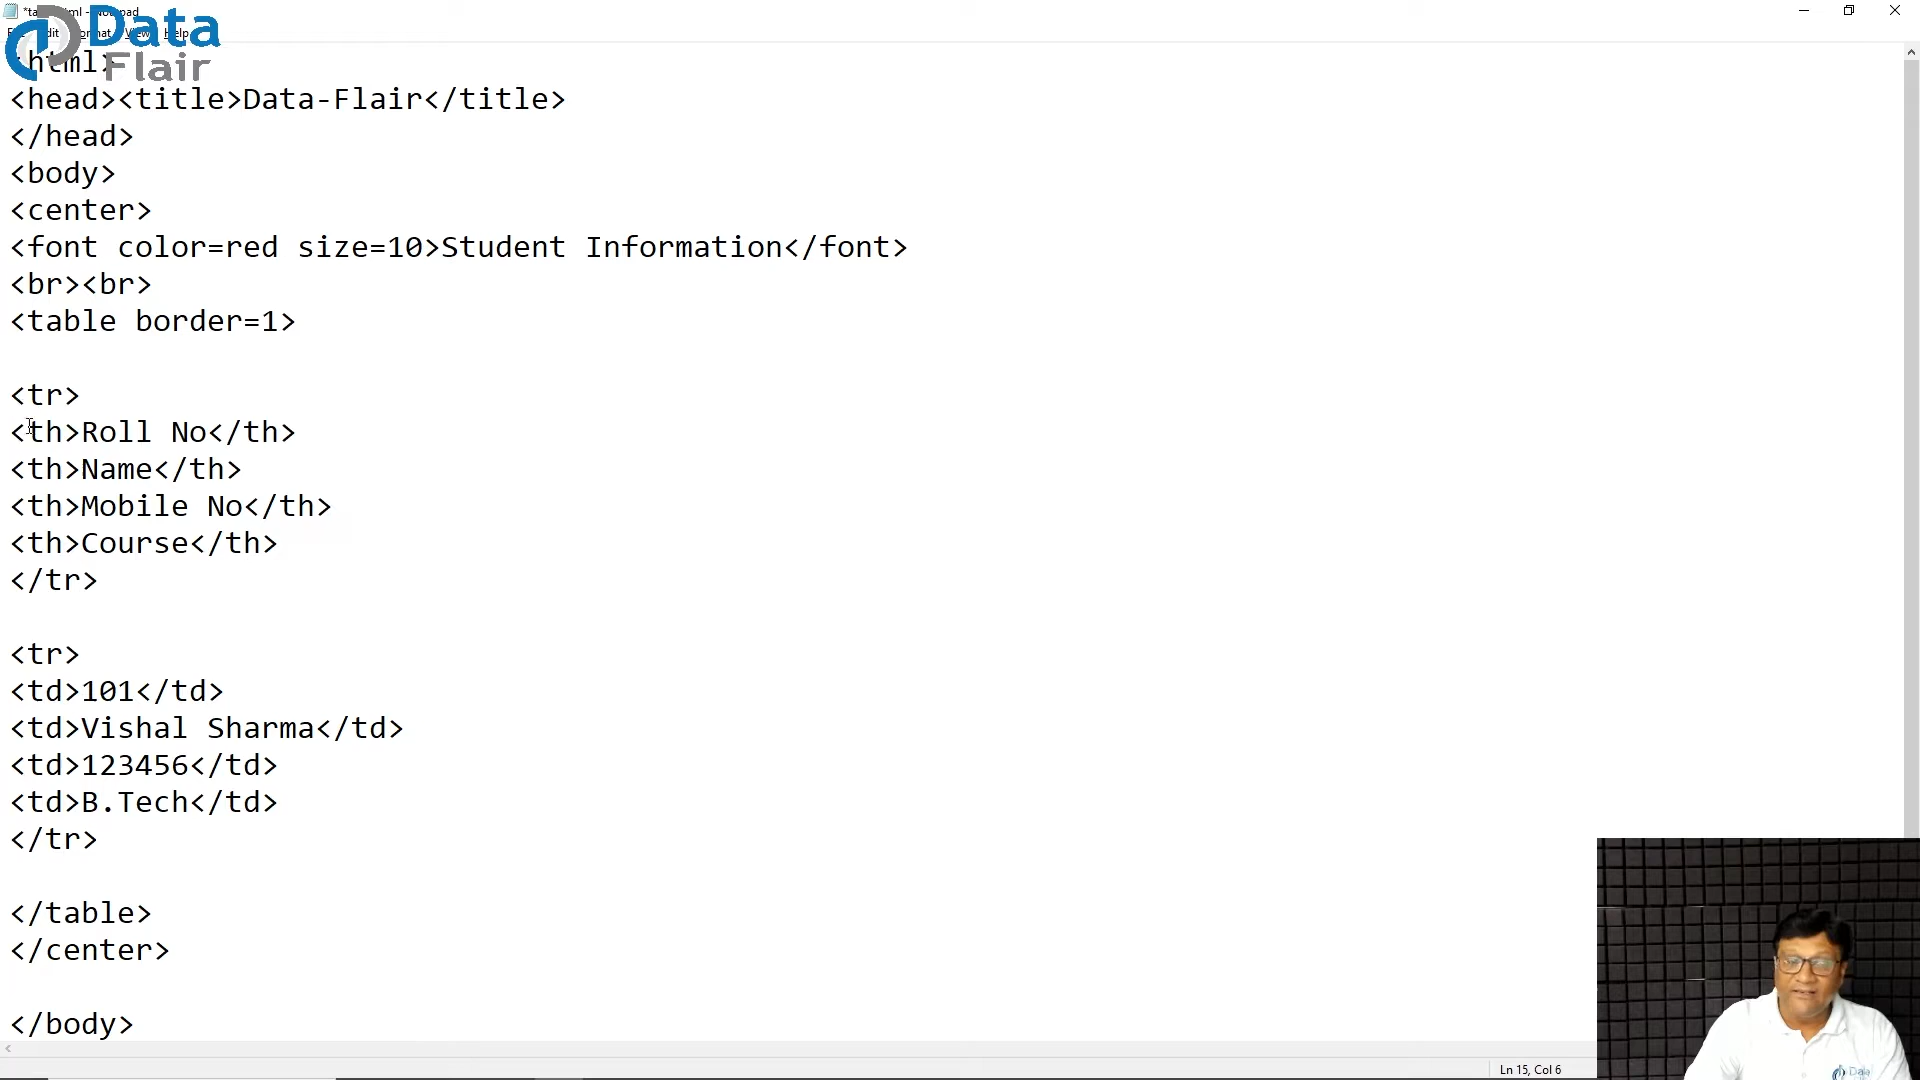 Data
Flair
Help
<head><title>Data-Flair</title>
</head>
<body>
<center>
<font color=red size=10>Student Information</font>
<br><br>
<table border=1>
<tr>
<th>Roll No</th>
<th>Name</th>
<th>Mobile No</th>
<th>Course</th>
</tr>
<tr>
<td>101</td>
<td>Vishal Sharma</td>
<td>123456</td>
<td>B.Tech</td>
</tr>
</table>
</center>
</body>
Ln 15, Col 6